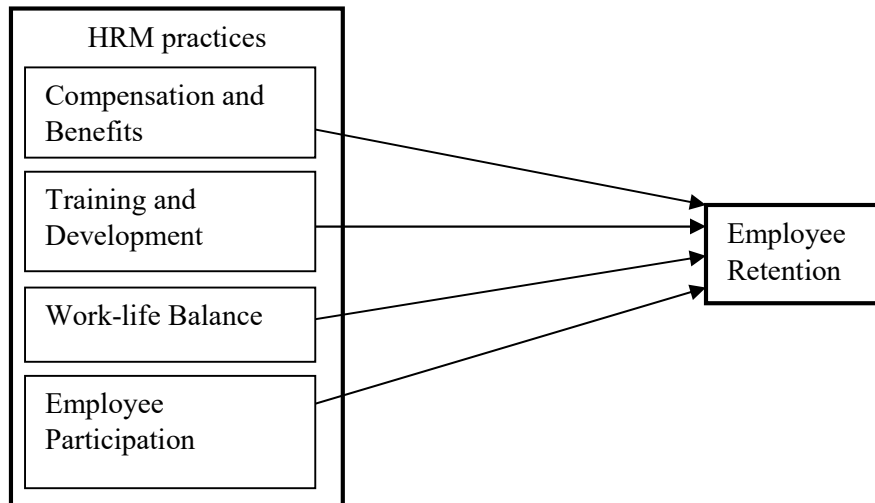 HRM practices
Compensation and
Benefits
Training and
Development
Work-life Balance
Employee
Participation
Employee
Retention